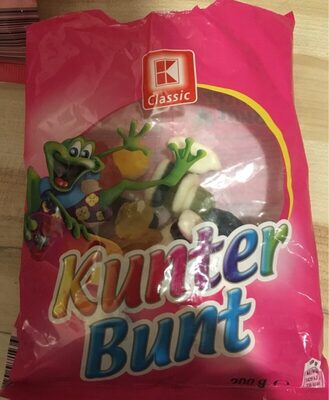 K
Classic
Kunter
Bunt
200 g e